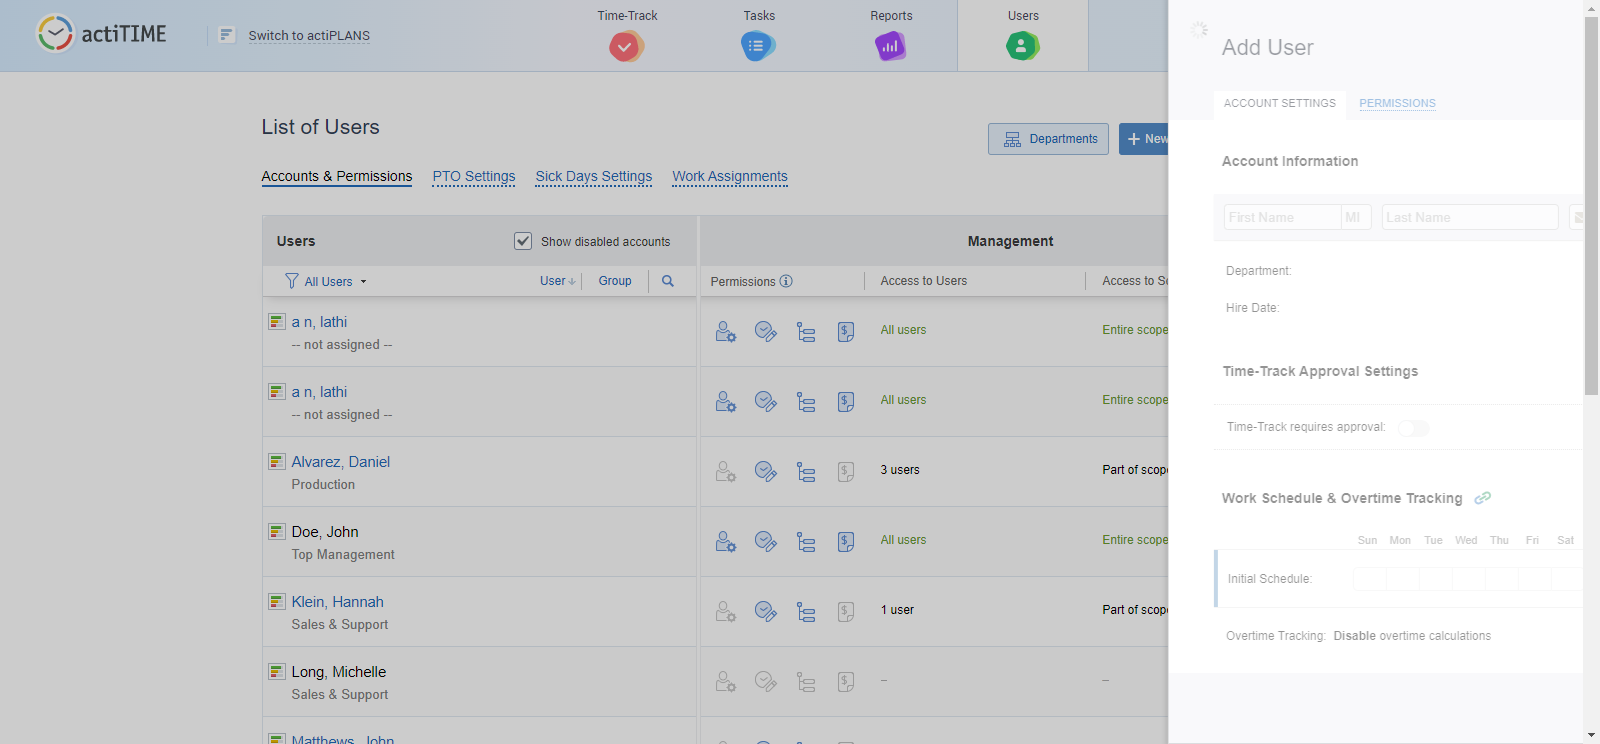 actiTIME
Switch to actiPLANS
Time-Track
Tasks
Reports
Users
List of Users
Departments
New
Accounts & Permissions
PTO Settings
Sick Days Settings
Work Assignments
Users
Show disabled accounts
Management
All Users
User
Group
Permissions
Access to Users
Access to Sc
a n, lathi
-- not assigned --
All users
Entire scope
a n, lathi
-- not assigned --
All users
Entire scope
Alvarez, Daniel
Production
3 users
Part of scope
Doe, John
Top Management
All users
Entire scope
Klein, Hannah
Sales & Support
1 user
Part of scope
Long, Michelle
Sales & Support
–
–
Matthews, John
Add User
ACCOUNT SETTINGS
PERMISSIONS
Account Information
First Name
MI
Last Name
Department:
Hire Date:
Time-Track Approval Settings
Time-Track requires approval:
Work Schedule & Overtime Tracking
Sun Mon Tue Wed Thu Fri Sat
Initial Schedule:
Overtime Tracking: Disable overtime calculations